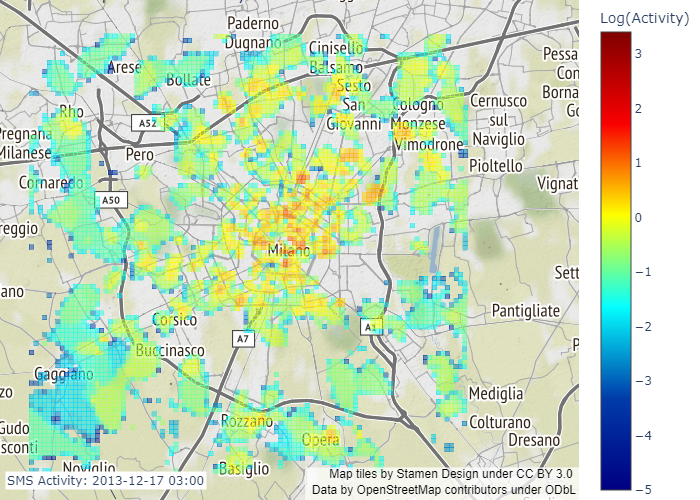 Log(Activity)
Paderno
Dugnano
Cinisello
Balsamo
Arese
Bollate
Sesto
San
Giovanni
Cologno
Monzese
Cernusco
sul
Naviglio
Pessa
Borna
Rho
A52
Pregnana
Milanese
Pero
Vimodrone
Pioltello
Cornaredo
A50
Vignat
reggio
Milano
Sett
ano
Corsico
A7
Pantigliate
Buccinasco
Gaggiano
zo
Mediglia
Gudo
sconti
Rozzano
Opera
Colturano
Dresano
Basiglio
SMS Activity: 2013-12-17 03:00
Map tiles by Stamen Design under CC BY 3.0
Data by OpenStreetMap contributors under ODbL
3
2
1
0
−1
−2
−3
−4
−5